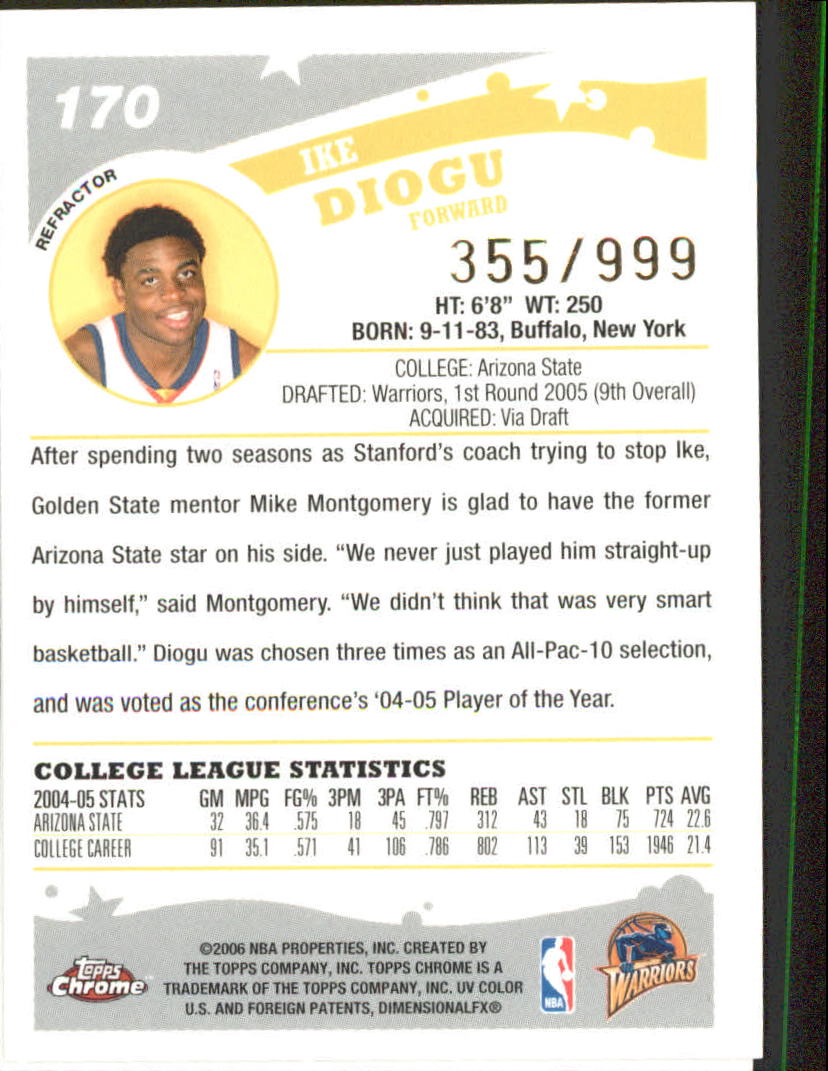 170
REFRACTOR
IKE
DIOGU
FORWARD
355/999
HT: 6'8" WT: 250
BORN: 9-11-83, Buffalo, New York
COLLEGE: Arizona State
DRAFTED: Warriors, 1st Round 2005 (9th Overall)
ACQUIRED: Via Draft
After spending two seasons as Stanford's coach trying to stop Ike,
Golden State mentor Mike Montgomery is glad to have the former
Arizona State star on his side. "We never just played him straight-up
by himself," said Montgomery. "We didn't think that was very smart
basketball." Diogu was chosen three times as an All-Pac-10 selection,
and was voted as the conference's '04-05 Player of the Year.
COLLEGE LEAGUE STATISTICS
2004-05 STATS GM MPG FG% 3PM 3PA FT% REB AST STL BLK PTS AVG
ARIZONA STATE 32 36.4 .575 18 45 .797 312 43 18 75 724 22.6
COLLEGE CAREER 91 35.1 .571 41 106 .786 802 113 39 153 1946 21.4
©2006 NBA PROPERTIES, INC. CREATED BY
THE TOPPS COMPANY, INC. TOPPS CHROME IS A
TRADEMARK OF THE TOPPS COMPANY, INC. UV COLOR
U.S. AND FOREIGN PATENTS, DIMENSIONALFX®
Topps
Chrome™
NBA
WARRIORS